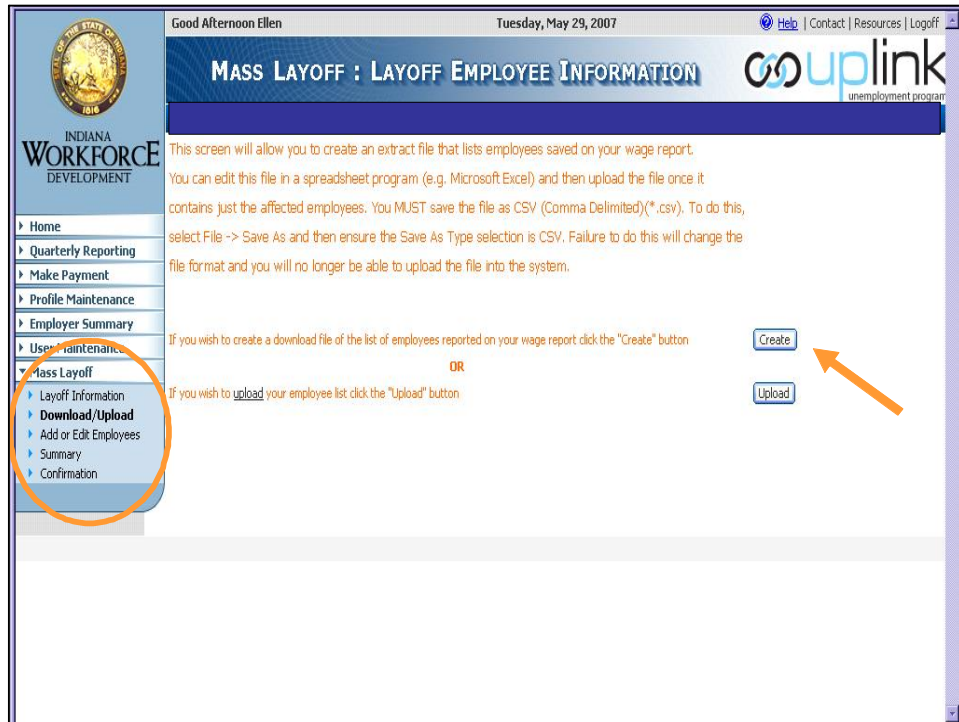 Good Afternoon Ellen
Tuesday, May 29, 2007
Help | Contact | Resources | Logoff
MASS LAYOFF : LAYOFF EMPLOYEE INFORMATION
uplink
unemployment program
SEAL OF STATE OF INDIANA
1816
INDIANA
WORKFORCE
DEVELOPMENT
Home
Quarterly Reporting
Make Payment
Profile Maintenance
Employer Summary
User Maintenance
Mass Layoff
Layoff Information
Download/Upload
Add or Edit Employees
Summary
Confirmation
This screen will allow you to create an extract file that lists employees saved on your wage report.
You can edit this file in a spreadsheet program (e.g. Microsoft Excel) and then upload the file once it
contains just the affected employees. You MUST save the file as CSV (Comma Delimited)(*.csv). To do this,
select File -> Save As and then ensure the Save As Type selection is CSV. Failure to do this will change the
file format and you will no longer be able to upload the file into the system.
If you wish to create a download file of the list of employees reported on your wage report click the "Create" button
Create
OR
If you wish to upload your employee list click the "Upload" button
Upload